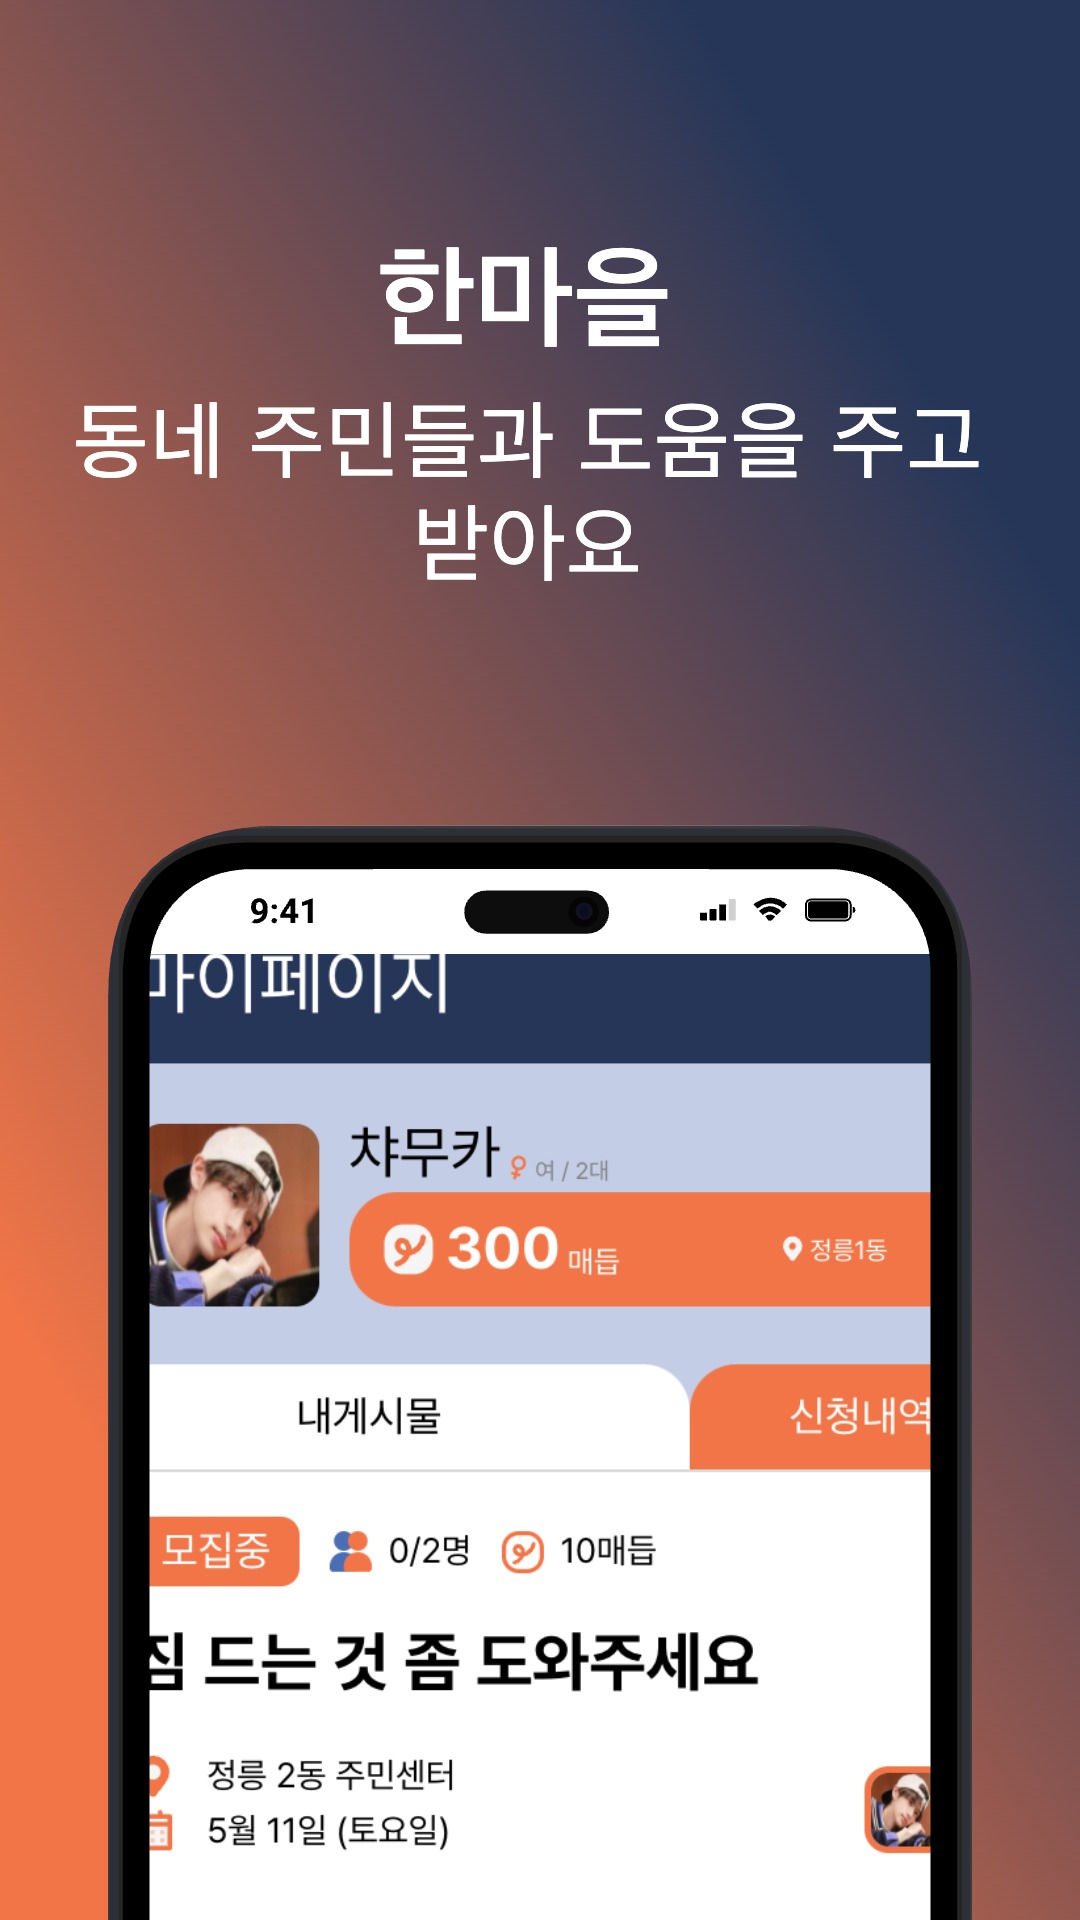 한마을
동네 주민들과 도움을 주고
받아요
9:41
마이페이지
챠무카 여 / 2대
300 매듭 정릉1동
내게시물 신청내역
모집중 0/2명 10매듭
짐 드는 것 좀 도와주세요
정릉 2동 주민센터
5월 11일 (토요일)